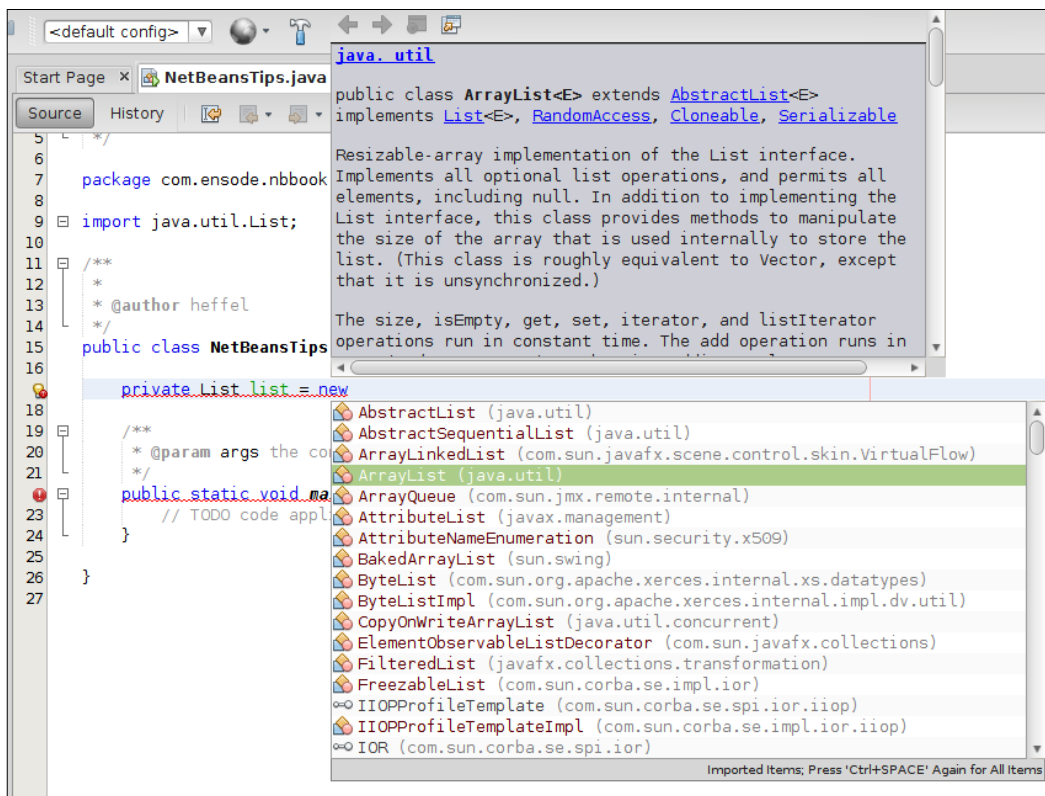 <default config>
Start Page × NetBeansTips.java
Source History
5 */
6
7 package com.ensode.nbbook
8
9 import java.util.List;
10
11 /**
12 *
13 * @author heffel
14 */
15 public class NetBeansTips
16
private List list = new
18
19 /**
20 * @param args the co
21 */
public static void ma
23 // TODO code appl
24 }
25
26 }
27
java. util
public class ArrayList<E> extends AbstractList<E>
implements List<E>, RandomAccess, Cloneable, Serializable
Resizable-array implementation of the List interface.
Implements all optional list operations, and permits all
elements, including null. In addition to implementing the
List interface, this class provides methods to manipulate
the size of the array that is used internally to store the
list. (This class is roughly equivalent to Vector, except
that it is unsynchronized.)
The size, isEmpty, get, set, iterator, and listIterator
operations run in constant time. The add operation runs in
AbstractList (java.util)
AbstractSequentialList (java.util)
ArrayLinkedList (com.sun.javafx.scene.control.skin.VirtualFlow)
ArrayList (java.util)
ArrayQueue (com.sun.jmx.remote.internal)
AttributeList (javax.management)
AttributeNameEnumeration (sun.security.x509)
BakedArrayList (sun.swing)
ByteList (com.sun.org.apache.xerces.internal.xs.datatypes)
ByteListImpl (com.sun.org.apache.xerces.internal.impl.dv.util)
CopyOnWriteArrayList (java.util.concurrent)
ElementObservableListDecorator (com.sun.javafx.collections)
FilteredList (javafx.collections.transformation)
FreezableList (com.sun.corba.se.impl.ior)
IIOPProfileTemplate (com.sun.corba.se.spi.ior.iiop)
IIOPProfileTemplateImpl (com.sun.corba.se.impl.ior.iiop)
IOR (com.sun.corba.se.spi.ior)
Imported Items; Press 'Ctrl+SPACE' Again for All Items